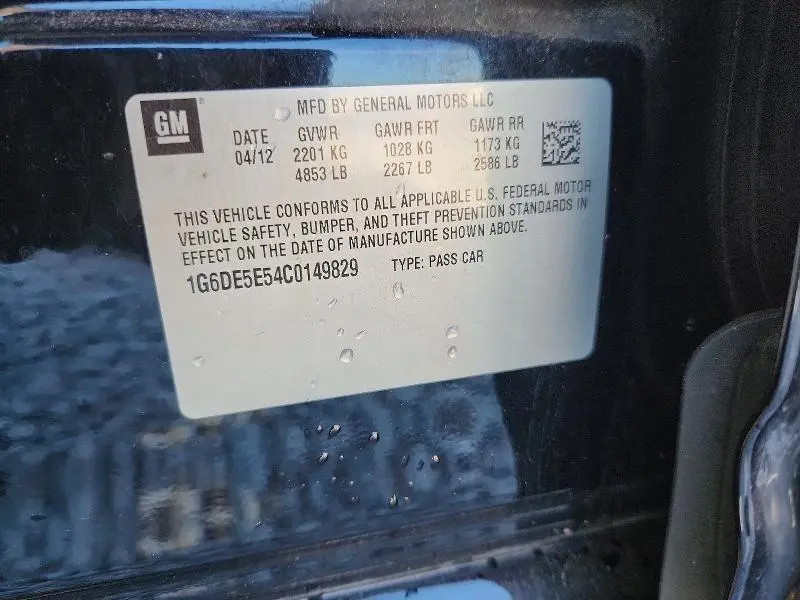 GM
MFD BY GENERAL MOTORS LLC
DATE GVWR GAWR FRT GAWR RR
04/12 2201 KG 1028 KG 1173 KG
4853 LB 2267 LB 2586 LB
THIS VEHICLE CONFORMS TO ALL APPLICABLE U.S. FEDERAL MOTOR
VEHICLE SAFETY, BUMPER, AND THEFT PREVENTION STANDARDS IN
EFFECT ON THE DATE OF MANUFACTURE SHOWN ABOVE.
1G6DE5E54C0149829 TYPE: PASS CAR